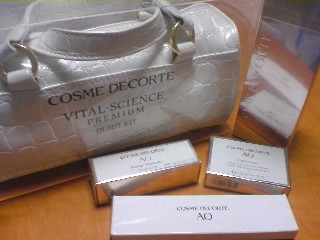 COSME DECORTE
VITAL-SCIENCE
PREMIUM
DEBUT KIT
COSME DECORTE
AQ
COSME DECORTE
AQ
COSME DECORTE
AQ